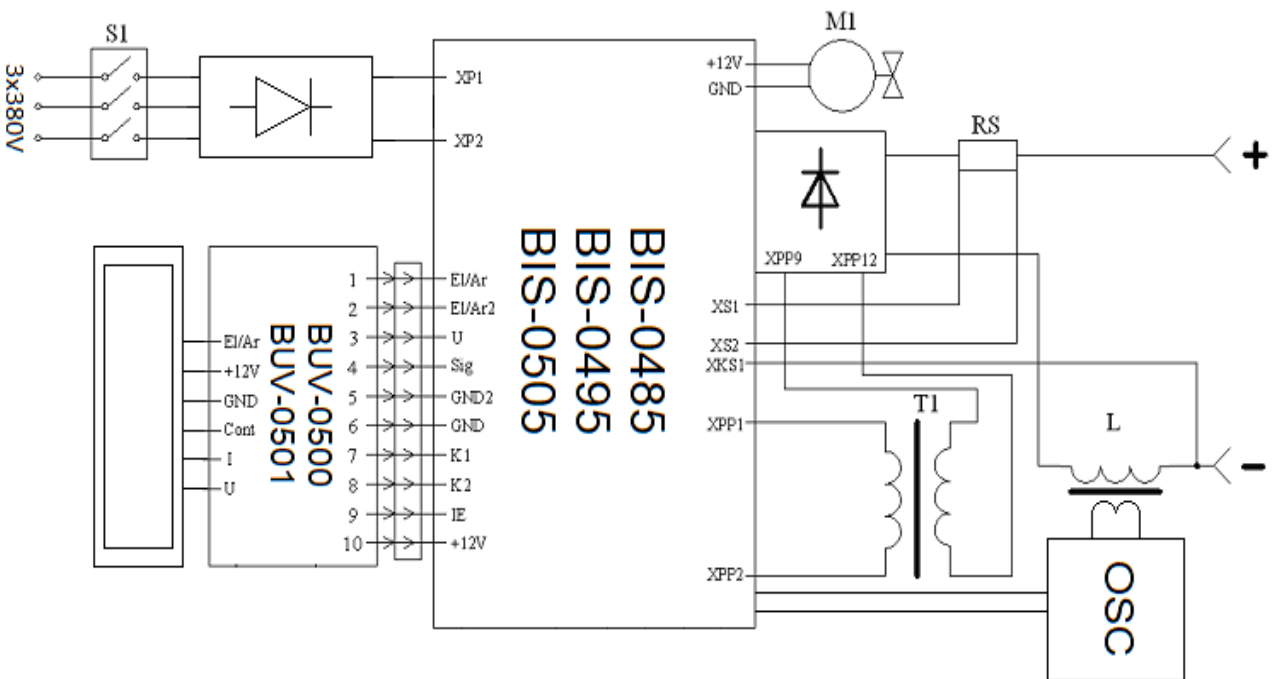 S1
3x380V
XP1
XP2
M1
+12V
GND
RS
+
XPP9 XPP12
BIS-0485
BIS-0495
BIS-0505
XS1
XS2
XKS1
T1
XPP1
XPP2
L
-
OSC
El/Ar
+12V
GND
Cont
I
U
BUV-0500
BUV-0501
1 El/Ar
2 El/Ar2
3 U
4 Sig
5 GND2
6 GND
7 K1
8 K2
9 IE
10 +12V